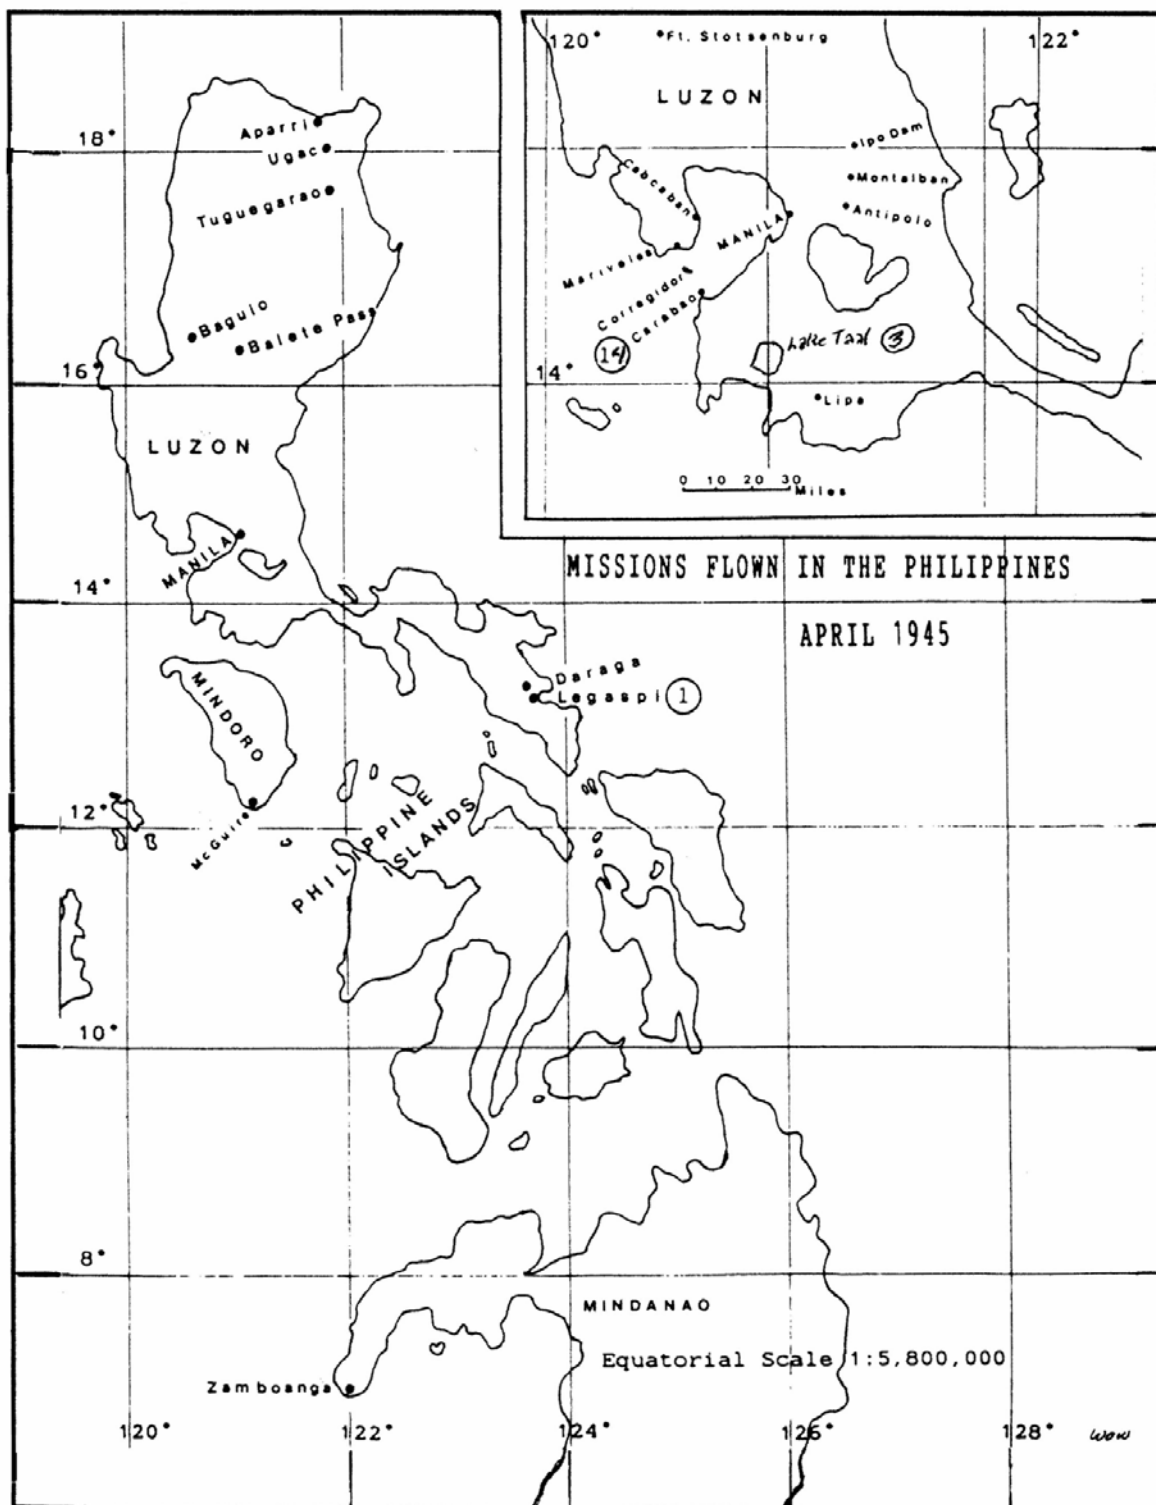 120°
Ft. Stotsenburg
122°
LUZON
Ipo Dam
Cabcaban
Montalban
Antipolo
MANILA
Mariveles
Corregidor
Carabao
14
Lake Taal 3
14°
Lipa
0 10 20 30
Miles
18°
Aparri
Ugac
Tuguegarao
Baguio
Balete Pass
16°
LUZON
MANILA
14°
MISSIONS FLOWN IN THE PHILIPPINES
APRIL 1945
Daraga
Legaspi 1
MINDORO
12°
McGuire
PHILIPPINE
ISLANDS
10°
8°
MINDANAO
Equatorial Scale 1:5,800,000
Zamboanga
120° 122° 124° 126° 128°
wow